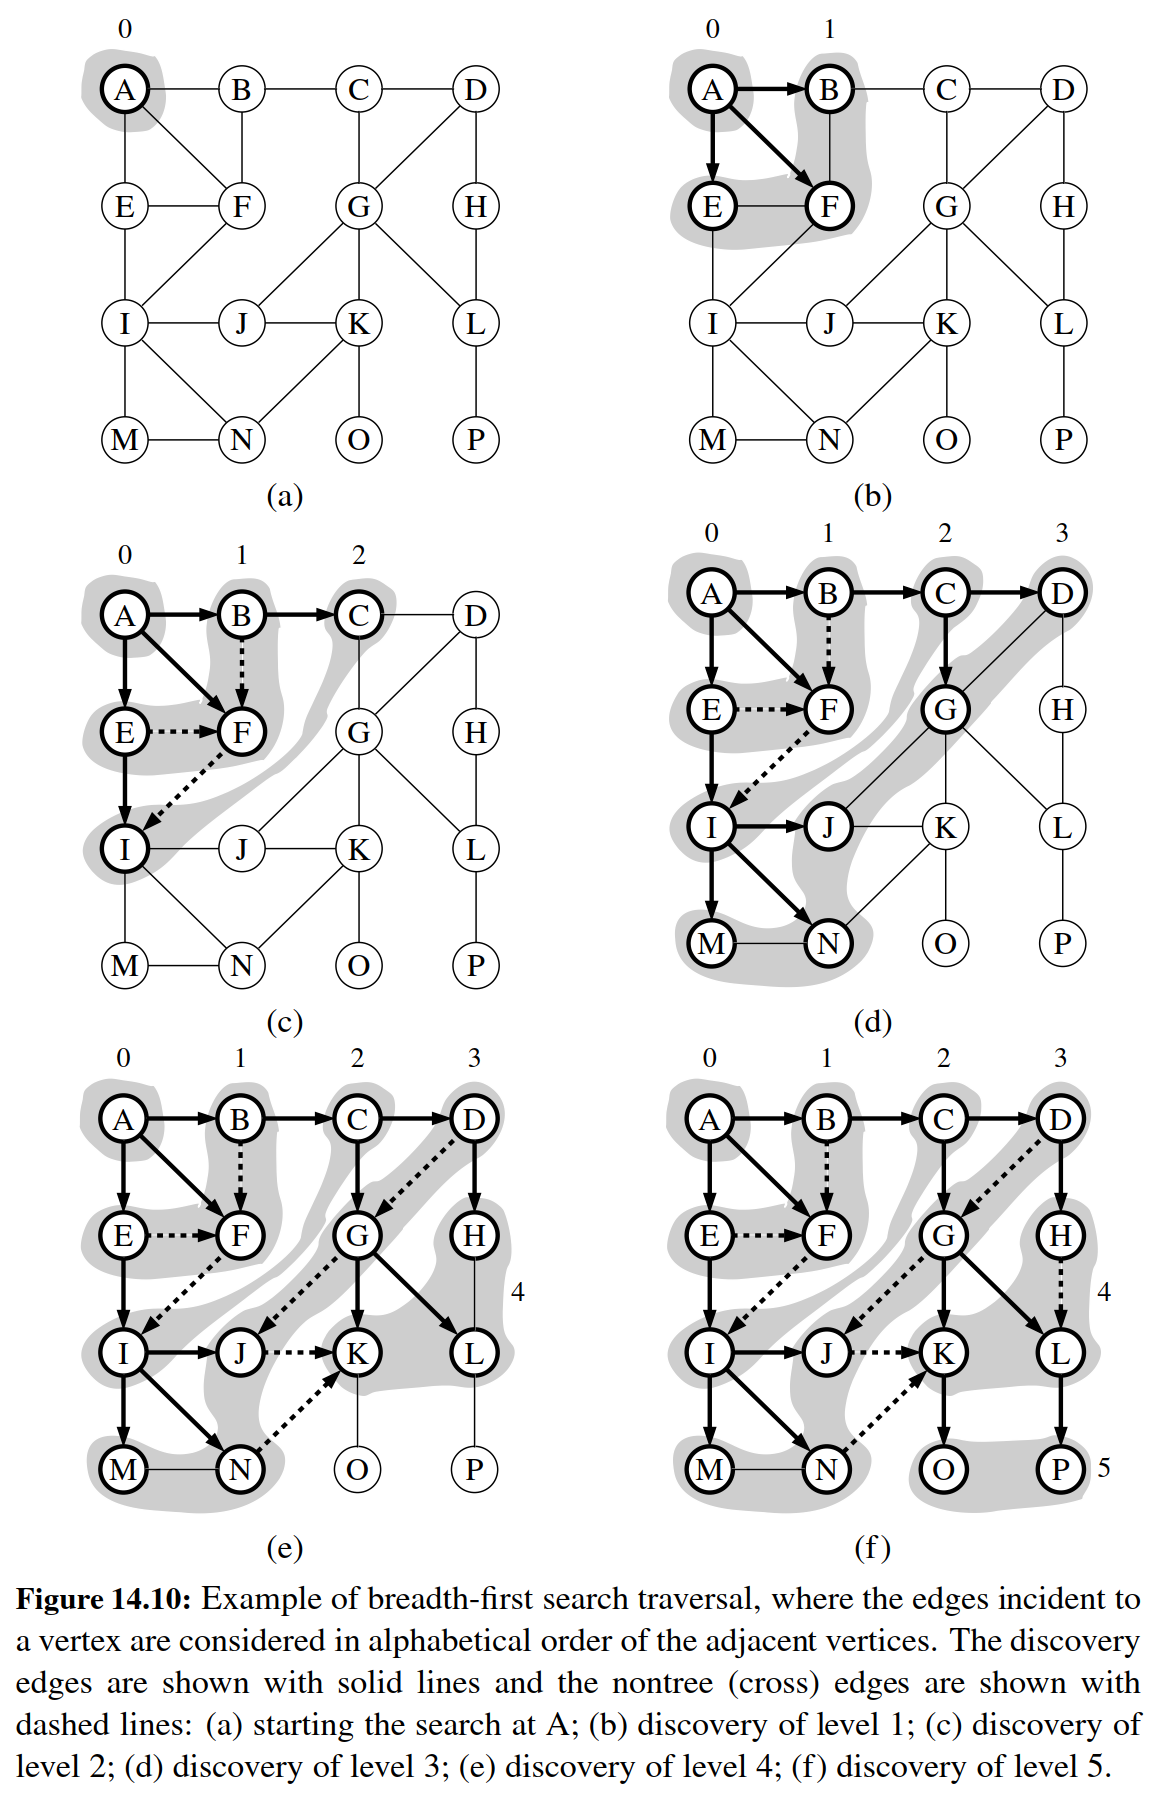 0
A B C D
E F G H
I J K L
M N O P
(a)
0 1
A B C D
E F G H
I J K L
M N O P
(b)
0 1 2
A B C D
E F G H
I J K L
M N O P
(c)
0 1 2 3
A B C D
E F G H
I J K L
M N O P
(d)
0 1 2 3
A B C D
E F G H
4
I J K L
M N O P
(e)
0 1 2 3
A B C D
E F G H
4
I J K L
M N O P 5
(f)
Figure 14.10: Example of breadth-first search traversal, where the edges incident to
a vertex are considered in alphabetical order of the adjacent vertices. The discovery
edges are shown with solid lines and the nontree (cross) edges are shown with
dashed lines: (a) starting the search at A; (b) discovery of level 1; (c) discovery of
level 2; (d) discovery of level 3; (e) discovery of level 4; (f) discovery of level 5.